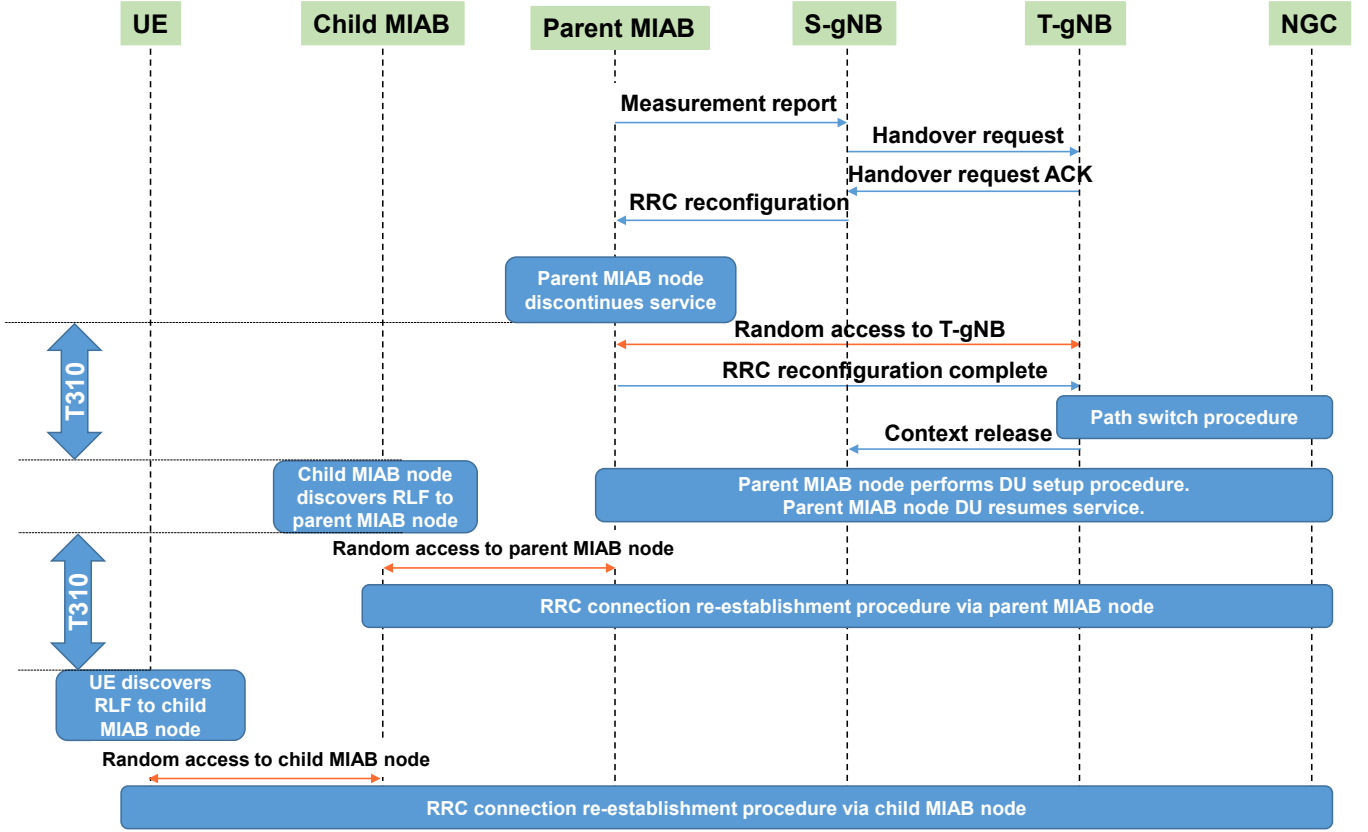 UE
Child MIAB
Parent MIAB
S-gNB
T-gNB
NGC
Measurement report
Handover request
Handover request ACK
RRC reconfiguration
Parent MIAB node
discontinues service
Random access to T-gNB
T310
RRC reconfiguration complete
Path switch procedure
Context release
Child MIAB node
discovers RLF to
parent MIAB node
Parent MIAB node performs DU setup procedure.
Parent MIAB node DU resumes service.
Random access to parent MIAB node
T310
RRC connection re-establishment procedure via parent MIAB node
UE discovers
RLF to child
MIAB node
Random access to child MIAB node
RRC connection re-establishment procedure via child MIAB node